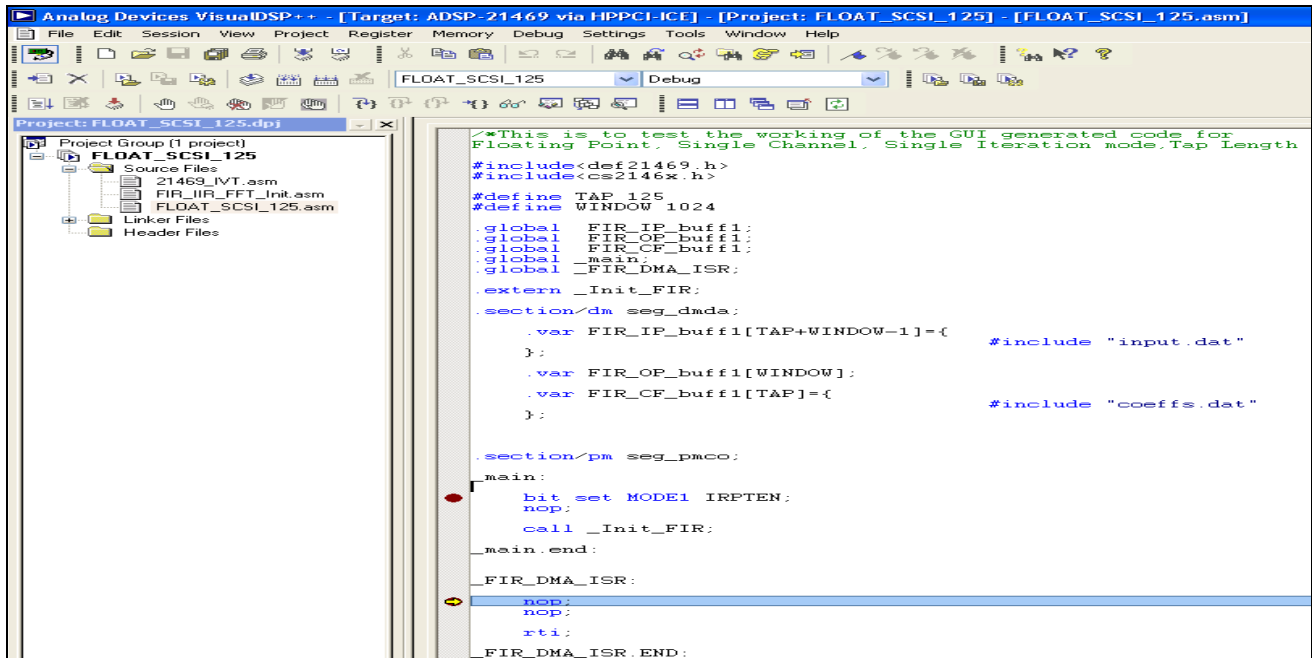 Analog Devices VisualDSP++ - [Target: ADSP-21469 via HPPCI-ICE] - [Project: FLOAT_SCSI_125] - [FLOAT_SCSI_125.asm]
File Edit Session View Project Register Memory Debug Settings Tools Window Help
FLOAT_SCSI_125 Debug
Project: FLOAT_SCSI_125.dpj
Project Group (1 project)
FLOAT_SCSI_125
Source Files
21469_IVT.asm
FIR_IIR_FFT_Init.asm
FLOAT_SCSI_125.asm
Linker Files
Header Files
/*This is to test the working of the GUI generated code for
Floating Point, Single Channel, Single Iteration mode,Tap Length
#include<def21469.h>
#include<cs2146x.h>
#define TAP 125
#define WINDOW 1024
.global FIR_IP_buff1;
.global FIR_OP_buff1;
.global FIR_CF_buff1;
.global _main;
.global _FIR_DMA_ISR;
.extern _Init_FIR;
.section/dm seg_dmda;
.var FIR_IP_buff1[TAP+WINDOW-1]={
#include "input.dat"
};
.var FIR_OP_buff1[WINDOW];
.var FIR_CF_buff1[TAP]={
#include "coeffs.dat"
};
.section/pm seg_pmco;
_main:
bit set MODE1 IRPTEN;
nop;
call _Init_FIR;
_main.end:
_FIR_DMA_ISR:
nop;
nop;
rti;
_FIR_DMA_ISR.END: